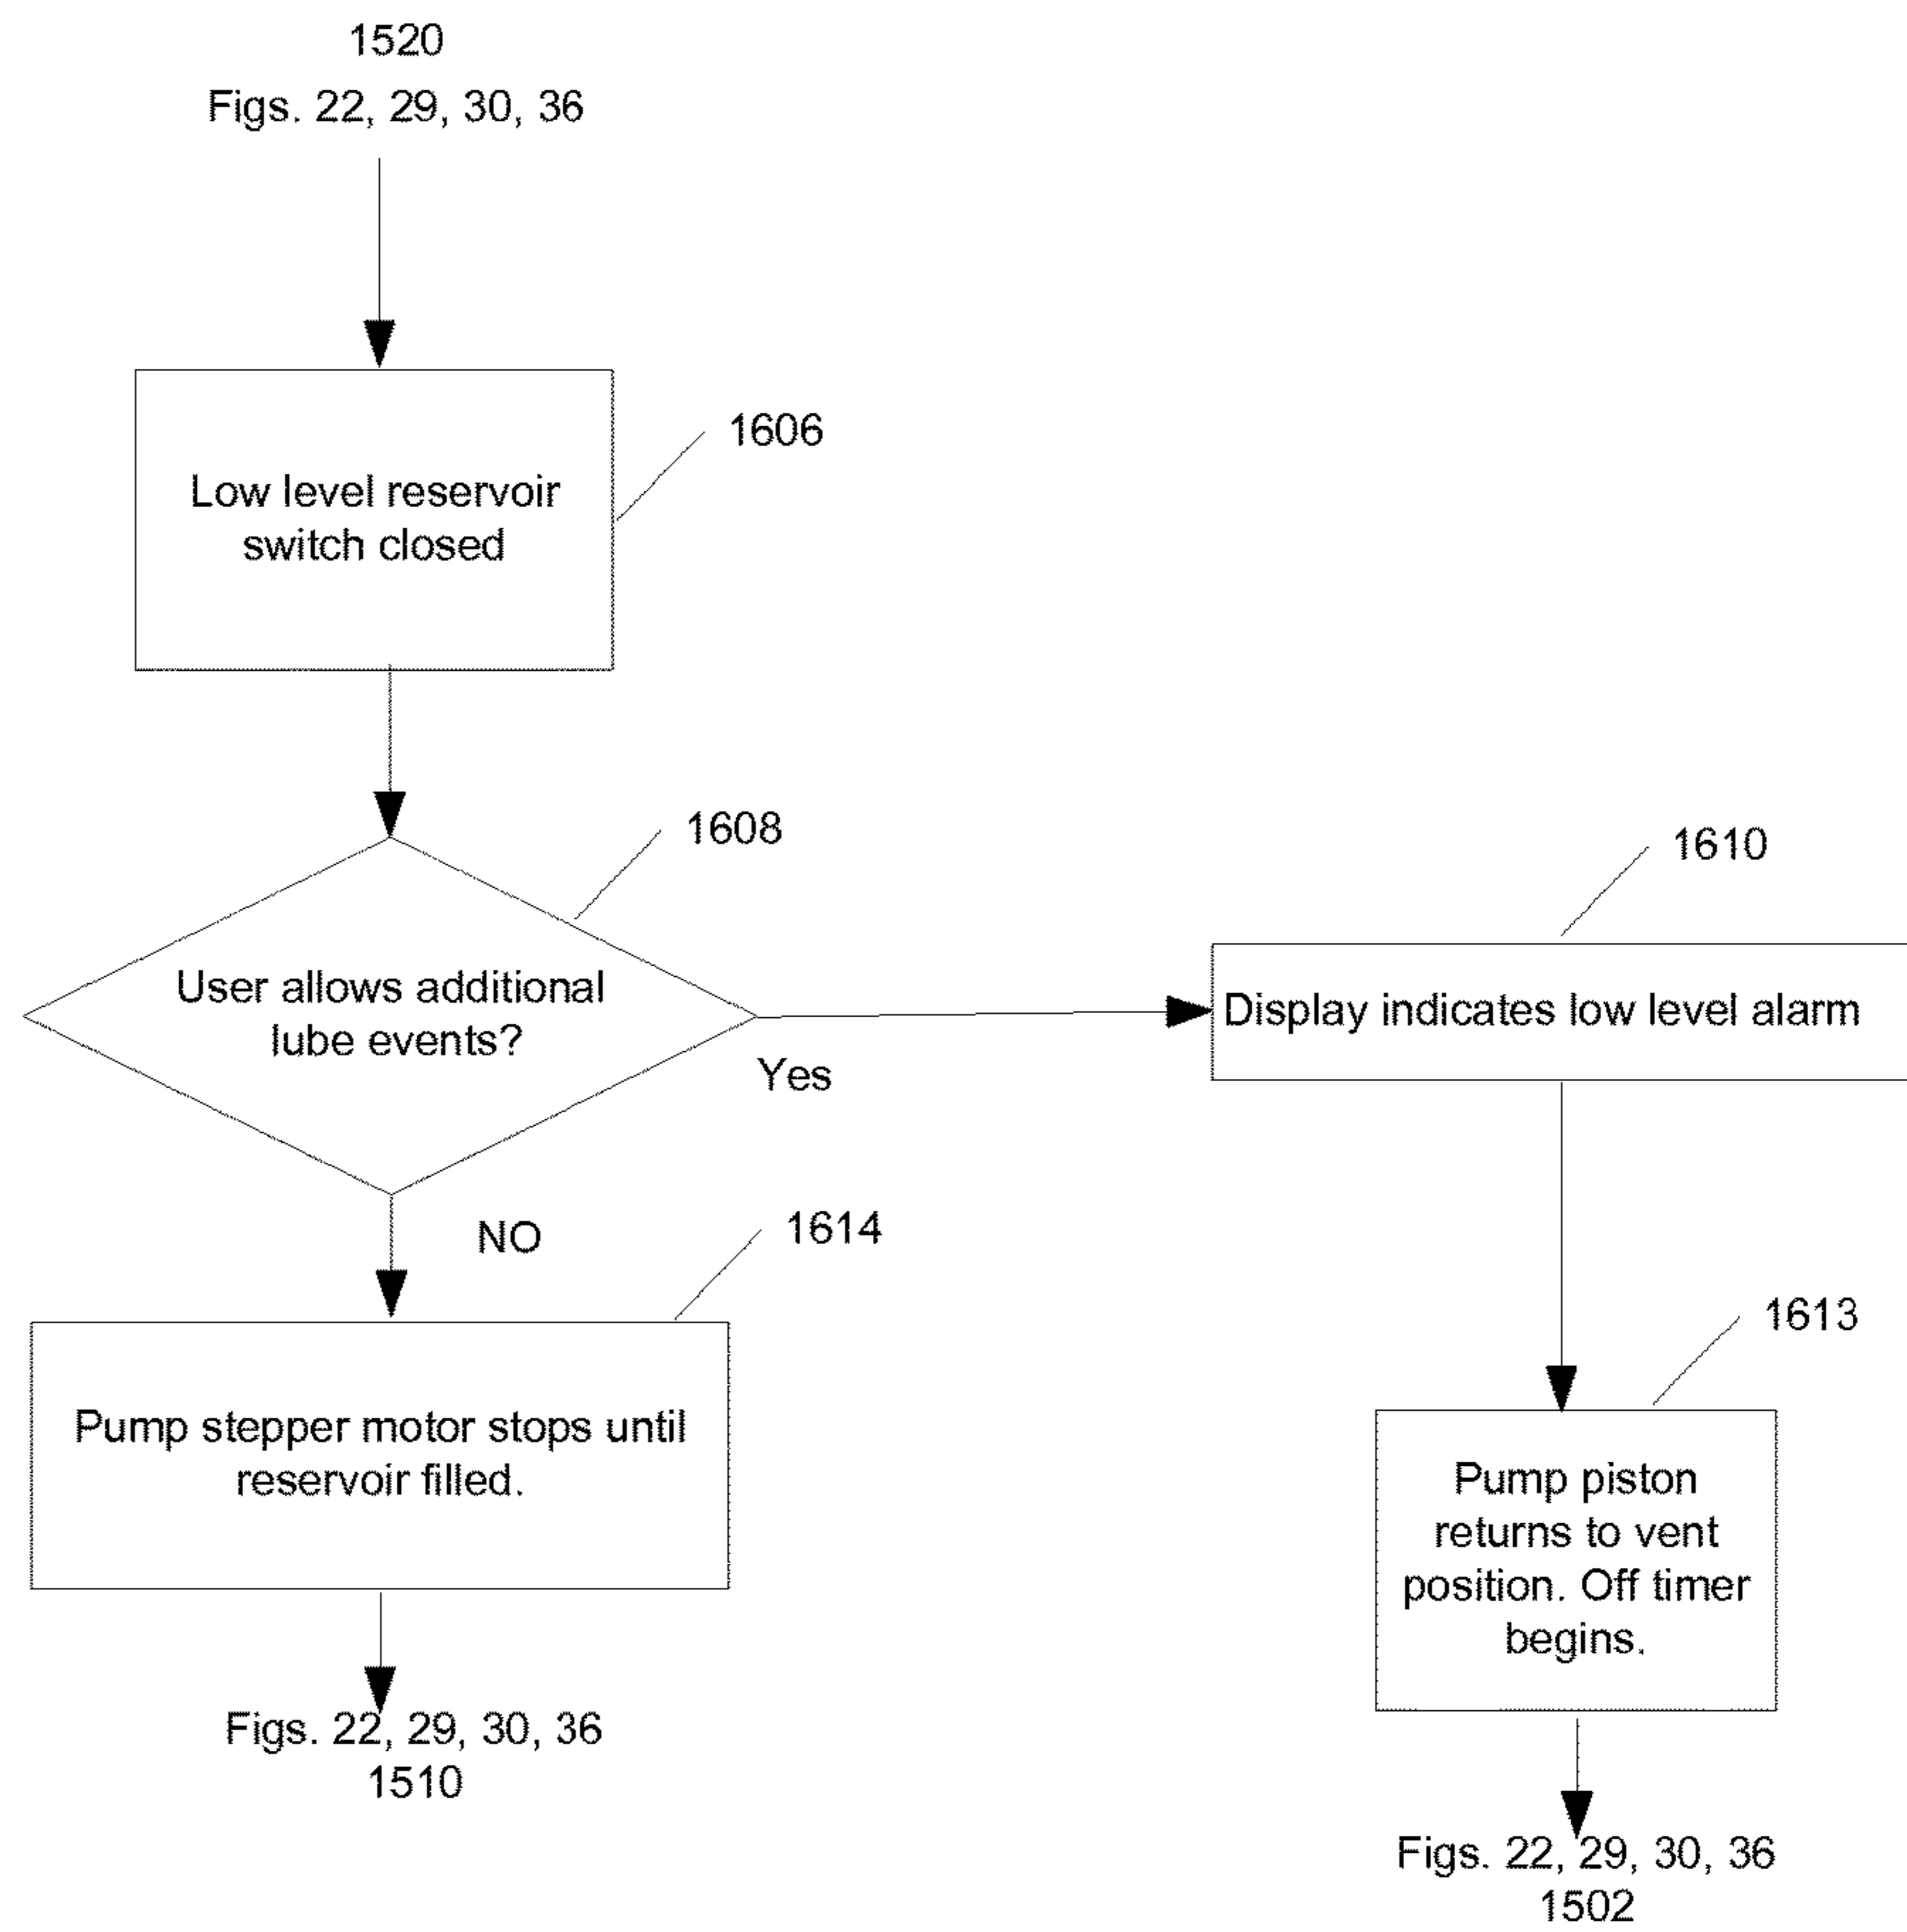 1520
Figs. 22, 29, 30, 36
1606
Low level reservoir
switch closed
1608
User allows additional
lube events?
Yes
1610
Display indicates low level alarm
NO
1614
Pump stepper motor stops until
reservoir filled.
1613
Pump piston
returns to vent
position. Off timer
begins.
Figs. 22, 29, 30, 36
1510
Figs. 22, 29, 30, 36
1502